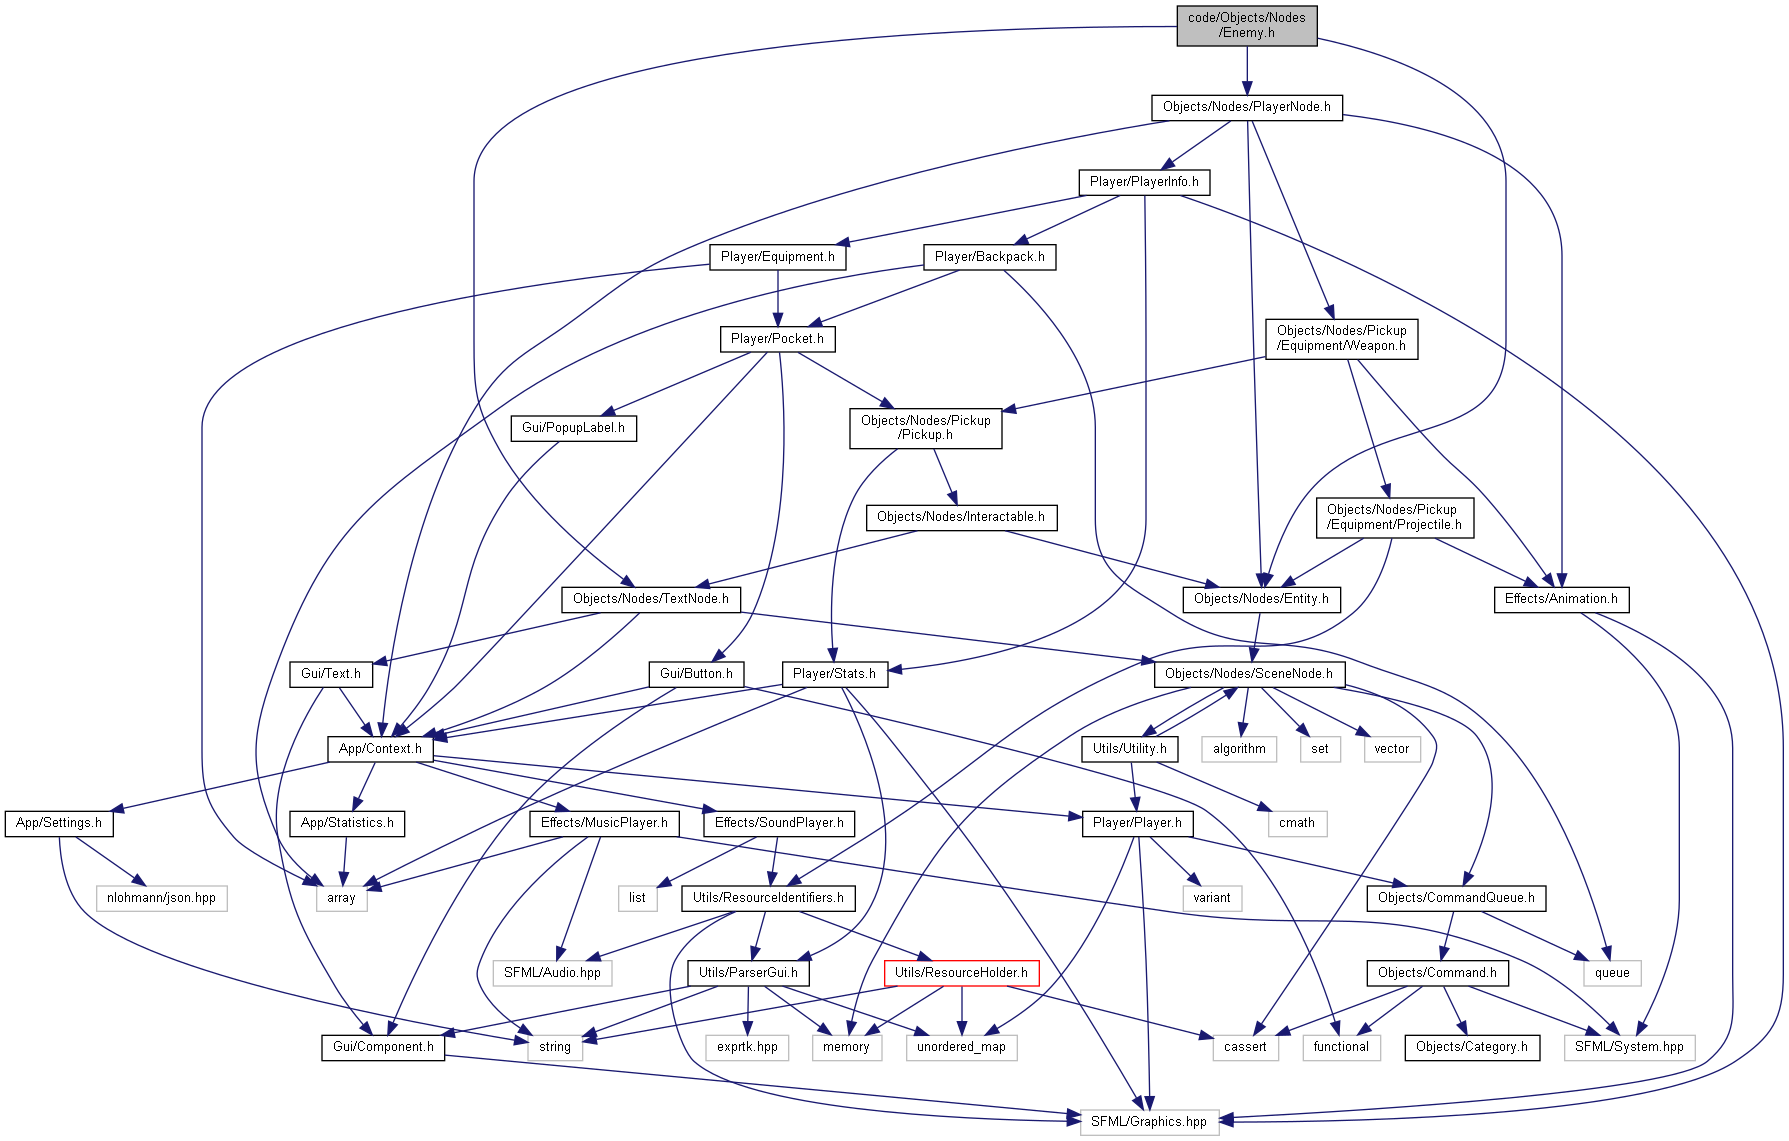 code/Objects/Nodes
/Enemy.h
Objects/Nodes/PlayerNode.h
Player/PlayerInfo.h
Player/Equipment.h
Player/Backpack.h
Player/Pocket.h
Objects/Nodes/Pickup
/Equipment/Weapon.h
Gui/PopupLabel.h
Objects/Nodes/Pickup
/Pickup.h
Objects/Nodes/Interactable.h
Objects/Nodes/Pickup
/Equipment/Projectile.h
Objects/Nodes/TextNode.h
Objects/Nodes/Entity.h
Effects/Animation.h
Gui/Text.h
Gui/Button.h
Player/Stats.h
Objects/Nodes/SceneNode.h
App/Context.h
Utils/Utility.h
algorithm
set
vector
App/Settings.h
App/Statistics.h
Effects/MusicPlayer.h
Effects/SoundPlayer.h
Player/Player.h
cmath
nlohmann/json.hpp
array
list
Utils/ResourceIdentifiers.h
variant
Objects/CommandQueue.h
SFML/Audio.hpp
Utils/ParserGui.h
Utils/ResourceHolder.h
Objects/Command.h
queue
Gui/Component.h
string
exprtk.hpp
memory
unordered_map
cassert
functional
Objects/Category.h
SFML/System.hpp
SFML/Graphics.hpp